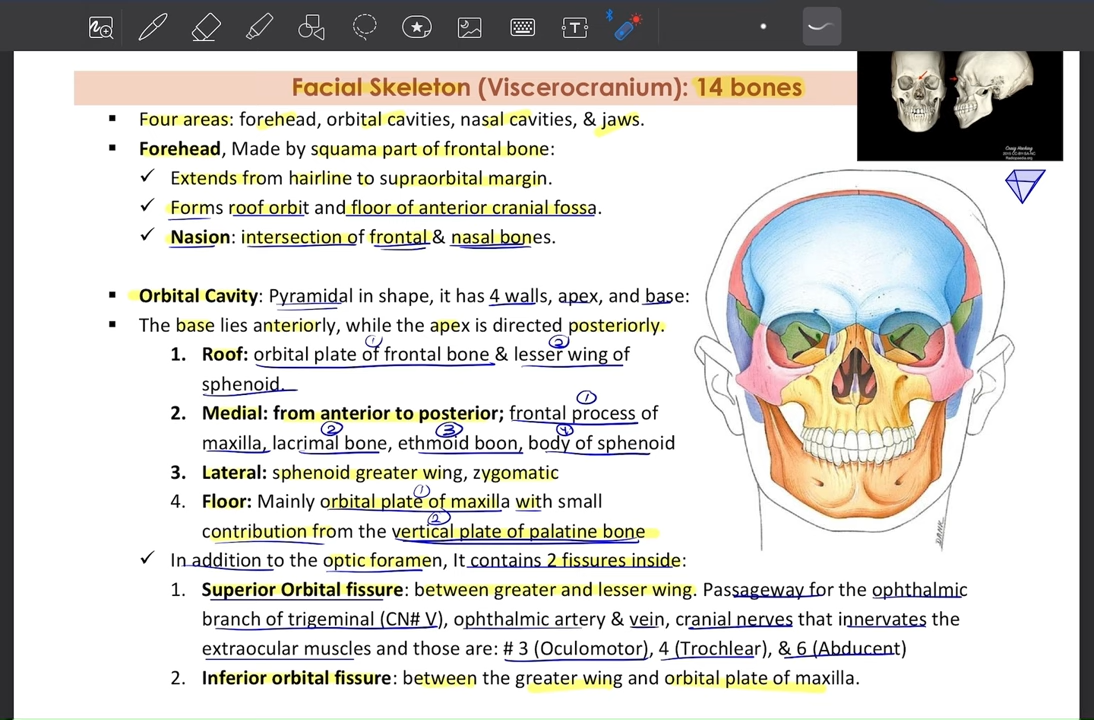 Facial Skeleton (Viscerocranium): 14 bones
▪ Four areas: forehead, orbital cavities, nasal cavities, & jaws.
▪ Forehead, Made by squama part of frontal bone:
✓ Extends from hairline to supraorbital margin.
✓ Forms roof orbit and floor of anterior cranial fossa.
✓ Nasion: intersection of frontal & nasal bones.
▪ Orbital Cavity: Pyramidal in shape, it has 4 walls, apex, and base:
▪ The base lies anteriorly, while the apex is directed posteriorly.
① ②
1. Roof: orbital plate of frontal bone & lesser wing of
sphenoid.
①
2. Medial: from anterior to posterior; frontal process of
② ③ ④
maxilla, lacrimal bone, ethmoid boon, body of sphenoid
3. Lateral: sphenoid greater wing, zygomatic
①
4. Floor: Mainly orbital plate of maxilla with small
②
contribution from the vertical plate of palatine bone
✓ In addition to the optic foramen, It contains 2 fissures inside:
1. Superior Orbital fissure: between greater and lesser wing. Passageway for the ophthalmic
branch of trigeminal (CN# V), ophthalmic artery & vein, cranial nerves that innervates the
extraocular muscles and those are: # 3 (Oculomotor), 4 (Trochlear), & 6 (Abducent)
2. Inferior orbital fissure: between the greater wing and orbital plate of maxilla.
T